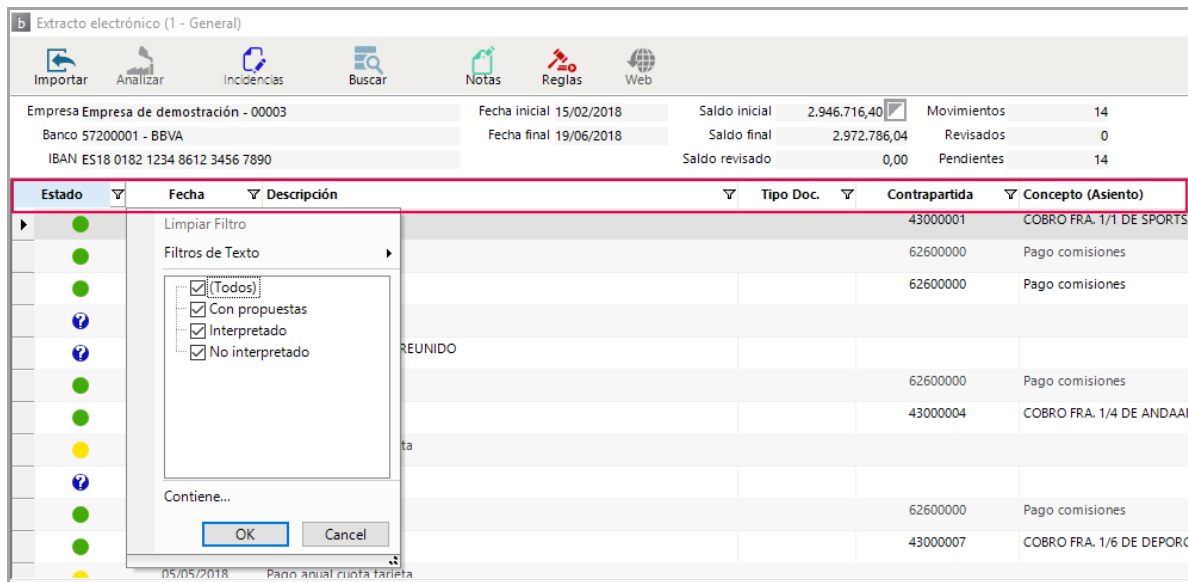 b Extracto electrónico (1 - General)
Importar Analizar Incidencias Buscar Notas Reglas Web
Empresa Empresa de demostración - 00003 Fecha inicial 15/02/2018 Saldo inicial 2.946.716,40 Movimientos 14
Banco 57200001 - BBVA Fecha final 19/06/2018 Saldo final 2.972.786,04 Revisados 0
IBAN ES18 0182 1234 8612 3456 7890 Saldo revisado 0,00 Pendientes 14
Estado Fecha Descripción Tipo Doc. Contrapartida Concepto (Asiento)
Limpiar Filtro 43000001 COBRO FRA. 1/1 DE SPORTS
Filtros de Texto 62600000 Pago comisiones
(Todos) 62600000 Pago comisiones
Con propuestas
Interpretado
No interpretado REUNIDO
62600000 Pago comisiones
43000004 COBRO FRA. 1/4 DE
ta
Contiene...
62600000 Pago comisiones
OK Cancel 43000007 COBRO FRA. 1/6 DE
05/05/2018 Pago anual cuota tarjeta